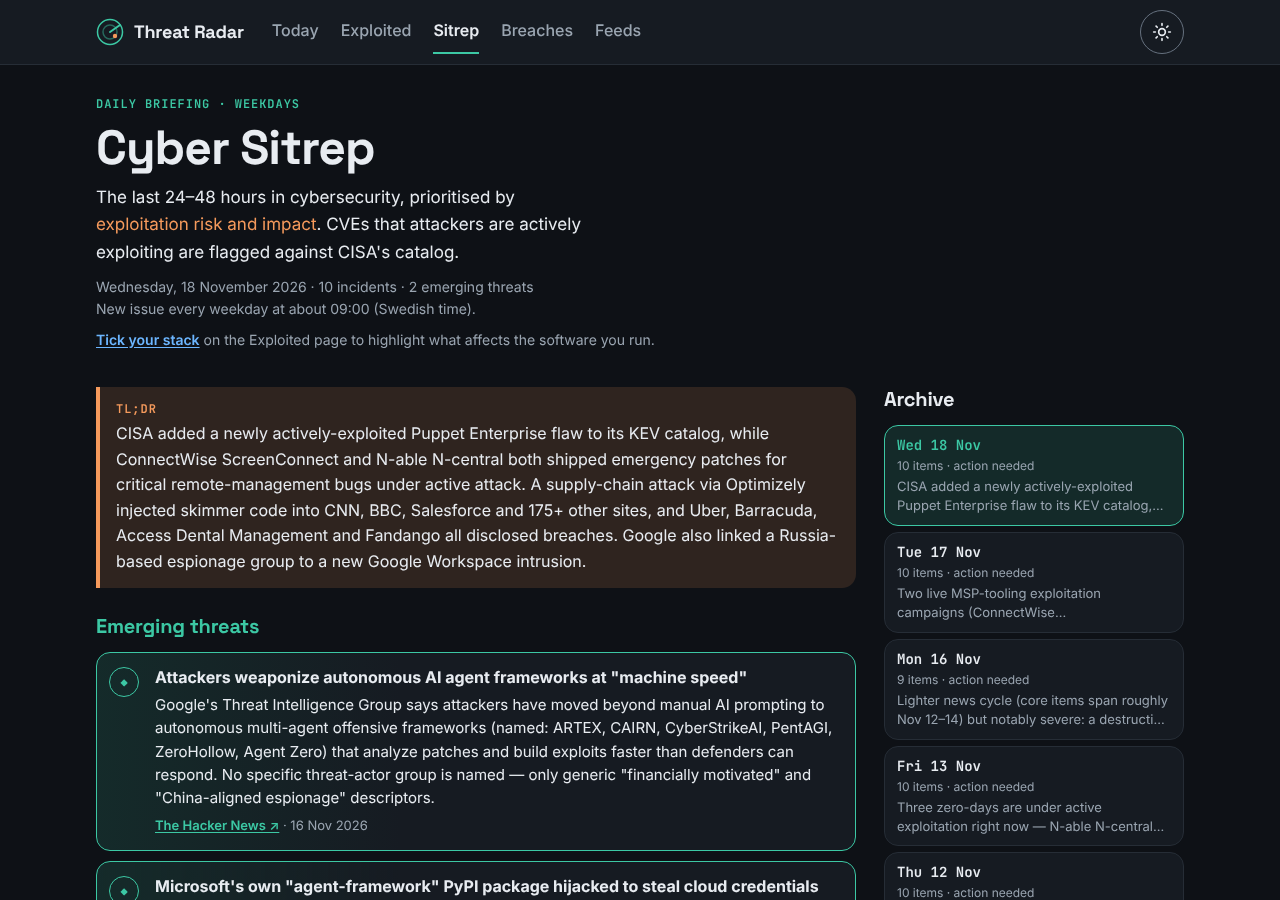 Threat Radar
Today
Exploited
Sitrep
Breaches
Feeds
DAILY BRIEFING · WEEKDAYS
Cyber Sitrep
The last 24–48 hours in cybersecurity, prioritised by
exploitation risk and impact. CVEs that attackers are actively
exploiting are flagged against CISA's catalog.
Wednesday, 18 November 2026 · 10 incidents · 2 emerging threats
New issue every weekday at about 09:00 (Swedish time).
Tick your stack on the Exploited page to highlight what affects the software you run.
TL;DR
CISA added a newly actively-exploited Puppet Enterprise flaw to its KEV catalog, while
ConnectWise ScreenConnect and N-able N-central both shipped emergency patches for
critical remote-management bugs under active attack. A supply-chain attack via Optimizely
injected skimmer code into CNN, BBC, Salesforce and 175+ other sites, and Uber, Barracuda,
Access Dental Management and Fandango all disclosed breaches. Google also linked a Russia-
based espionage group to a new Google Workspace intrusion.
Emerging threats
Attackers weaponize autonomous AI agent frameworks at "machine speed"
Google's Threat Intelligence Group says attackers have moved beyond manual AI prompting to
autonomous multi-agent offensive frameworks (named: ARTEX, CAIRN, CyberStrikeAI, PentAGI,
ZeroHollow, Agent Zero) that analyze patches and build exploits faster than defenders can
respond. No specific threat-actor group is named — only generic "financially motivated" and
"China-aligned espionage" descriptors.
The Hacker News ↗ · 16 Nov 2026
Microsoft's own "agent-framework" PyPI package hijacked to steal cloud credentials
Archive
Wed 18 Nov
10 items · action needed
CISA added a newly actively-exploited
Puppet Enterprise flaw to its KEV catalog,…
Tue 17 Nov
10 items · action needed
Two live MSP-tooling exploitation
campaigns (ConnectWise…
Mon 16 Nov
9 items · action needed
Lighter news cycle (core items span roughly
Nov 12–14) but notably severe: a destructi…
Fri 13 Nov
10 items · action needed
Three zero-days are under active
exploitation right now — N-able N-central…
Thu 12 Nov
10 items · action needed